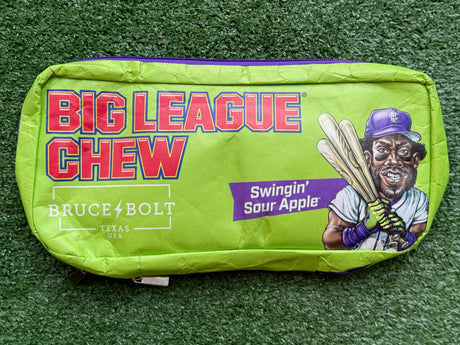 BIG LEAGUE®
CHEW
BRUCE BOLT
TEXAS
USA
Swingin'
Sour Apple